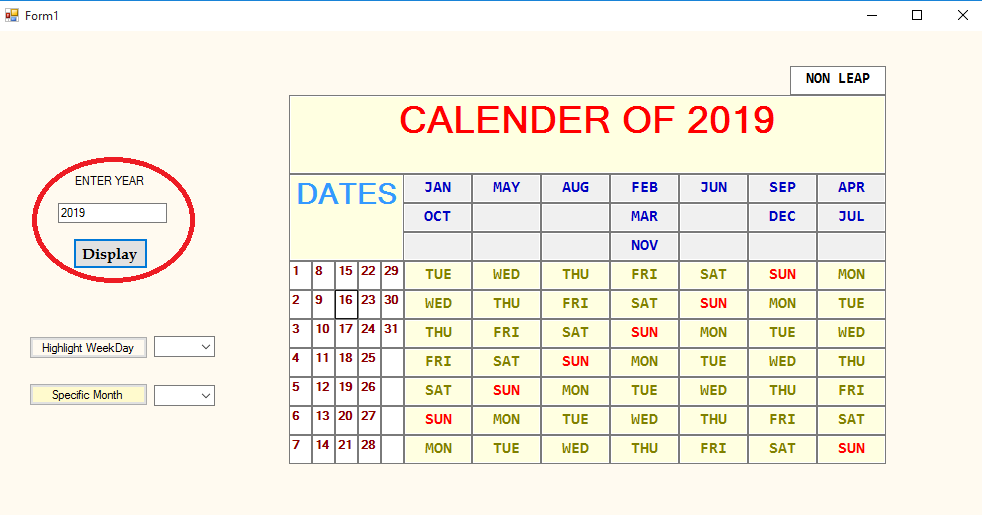 Form1
NON LEAP
CALENDER OF 2019
ENTER YEAR
2019
Display
DATES JAN MAY AUG FEB JUN SEP APR
OCT MAR DEC JUL
NOV
1 8 15 22 29 TUE WED THU FRI SAT SUN MON
2 9 16 23 30 WED THU FRI SAT SUN MON TUE
3 10 17 24 31 THU FRI SAT SUN MON TUE WED
4 11 18 25 FRI SAT SUN MON TUE WED THU
5 12 19 26 SAT SUN MON TUE WED THU FRI
6 13 20 27 SUN MON TUE WED THU FRI SAT
7 14 21 28 MON TUE WED THU FRI SAT SUN
Highlight WeekDay
Specific Month